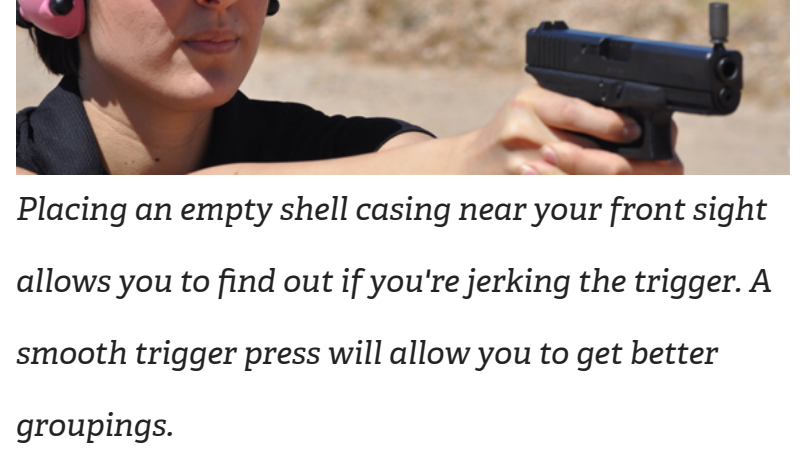 Placing an empty shell casing near your front sight
allows you to find out if you're jerking the trigger. A
smooth trigger press will allow you to get better
groupings.